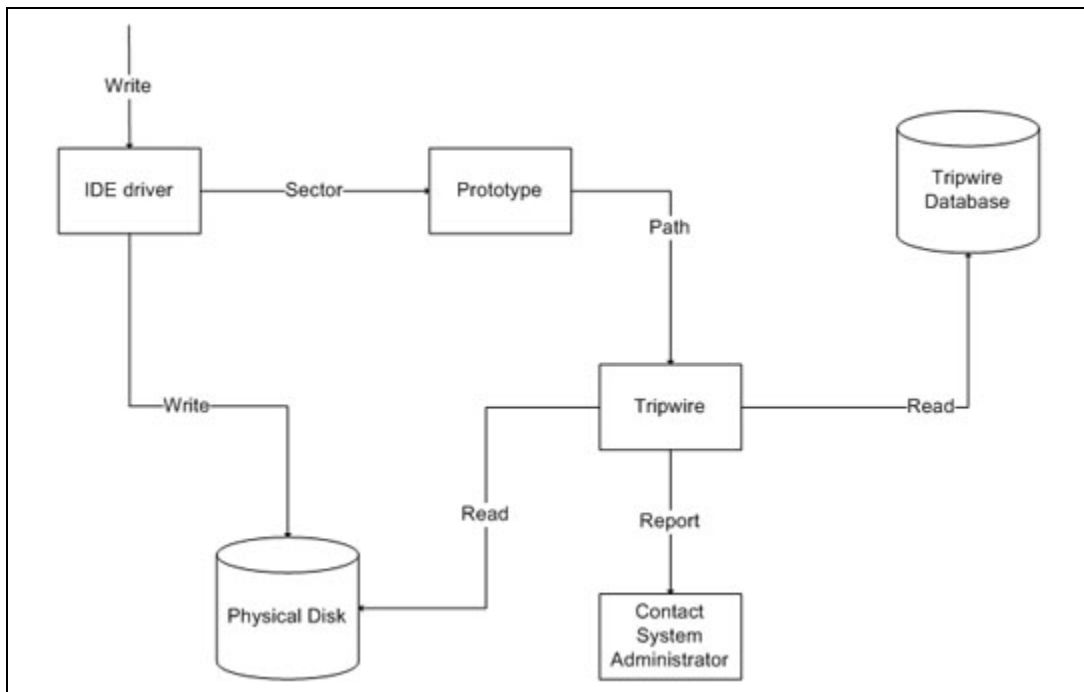 Write
IDE driver
Sector
Prototype
Path
Tripwire
Database
Write
Tripwire
Read
Read
Report
Physical Disk
Contact
System
Administrator